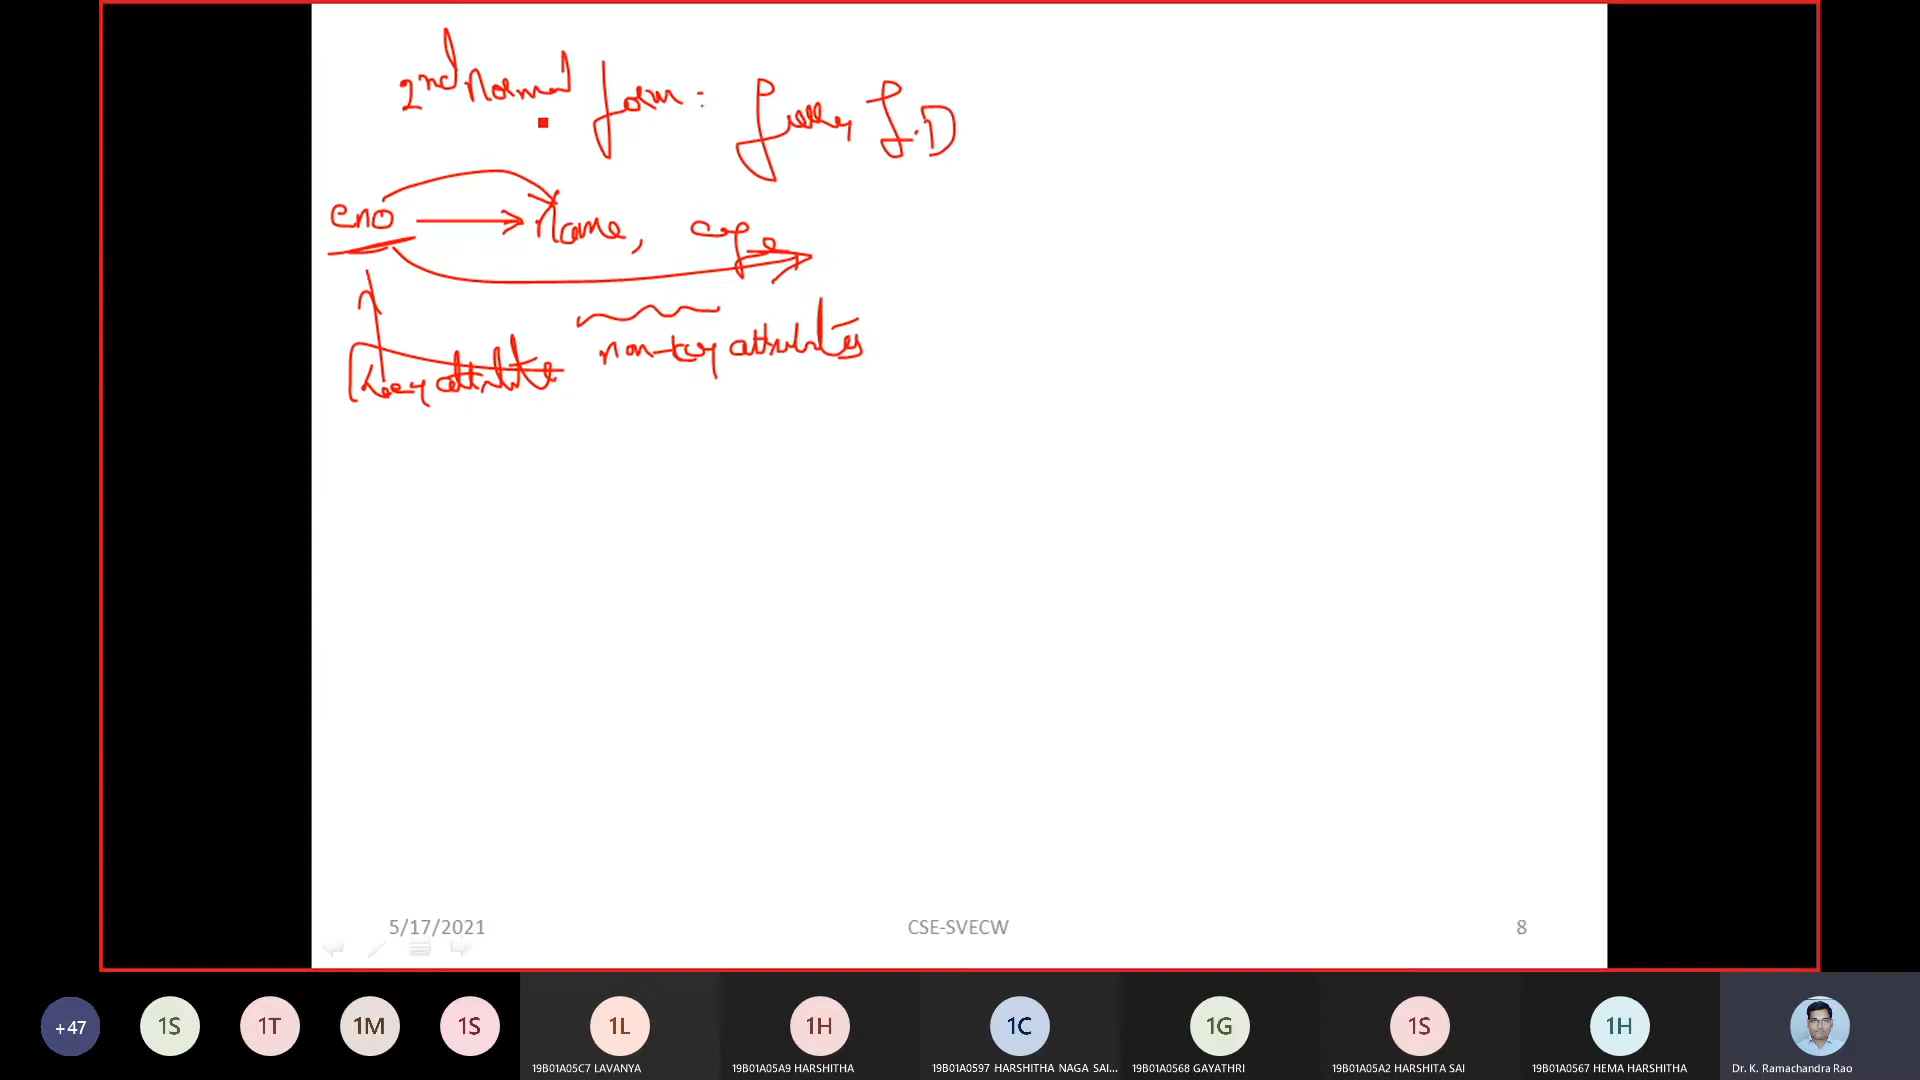 2nd Normal form: fully f.D
eno → Name, age
non-key attributes
key attribute
5/17/2021 CSE-SVECW 8
+47 1S 1T 1M 1S 1L 1H 1C 1G 1S 1H
19B01A05C7 LAVANYA 19B01A05A9 HARSHITHA 19B01A0597 HARSHITHA NAGA SAI... 19B01A0568 GAYATHRI 19B01A05A2 HARSHITA SAI 19B01A0567 HEMA HARSHITHA Dr. K. Ramachandra Rao